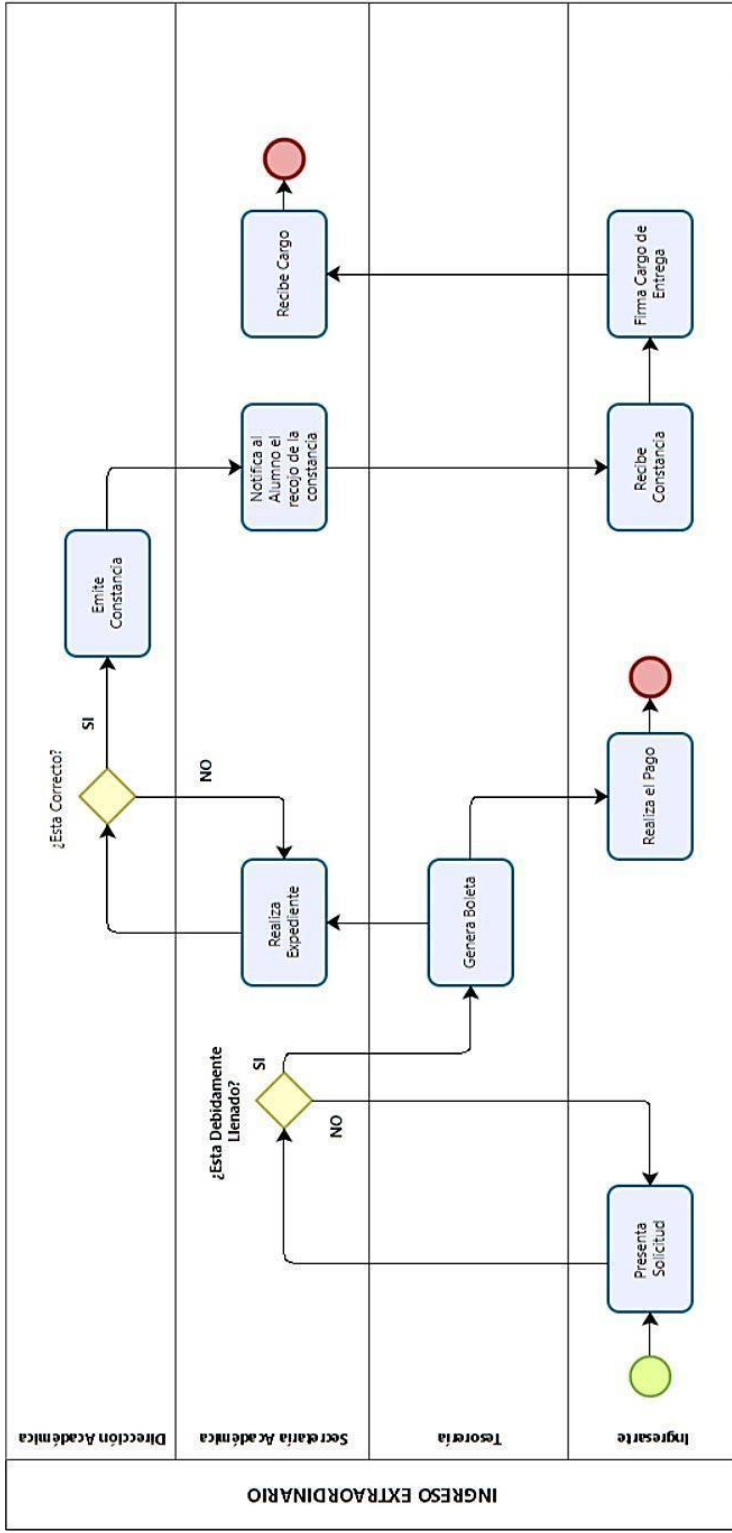 INGRESO EXTRAORDINARIO
Dirección Académica
Secretaría Académica
Tesorería
Ingresarte
¿Esta Correcto?
SI
NO
Emite
Constancia
¿Esta Debidamente
Llenado?
SI
NO
Realiza
Expediente
Notifica al
Alumno el
recojo de la
constancia
Recibe Cargo
Genera Boleta
Presenta
Solicitud
Realiza el Pago
Recibe
Constancia
Firma Cargo de
Entrega